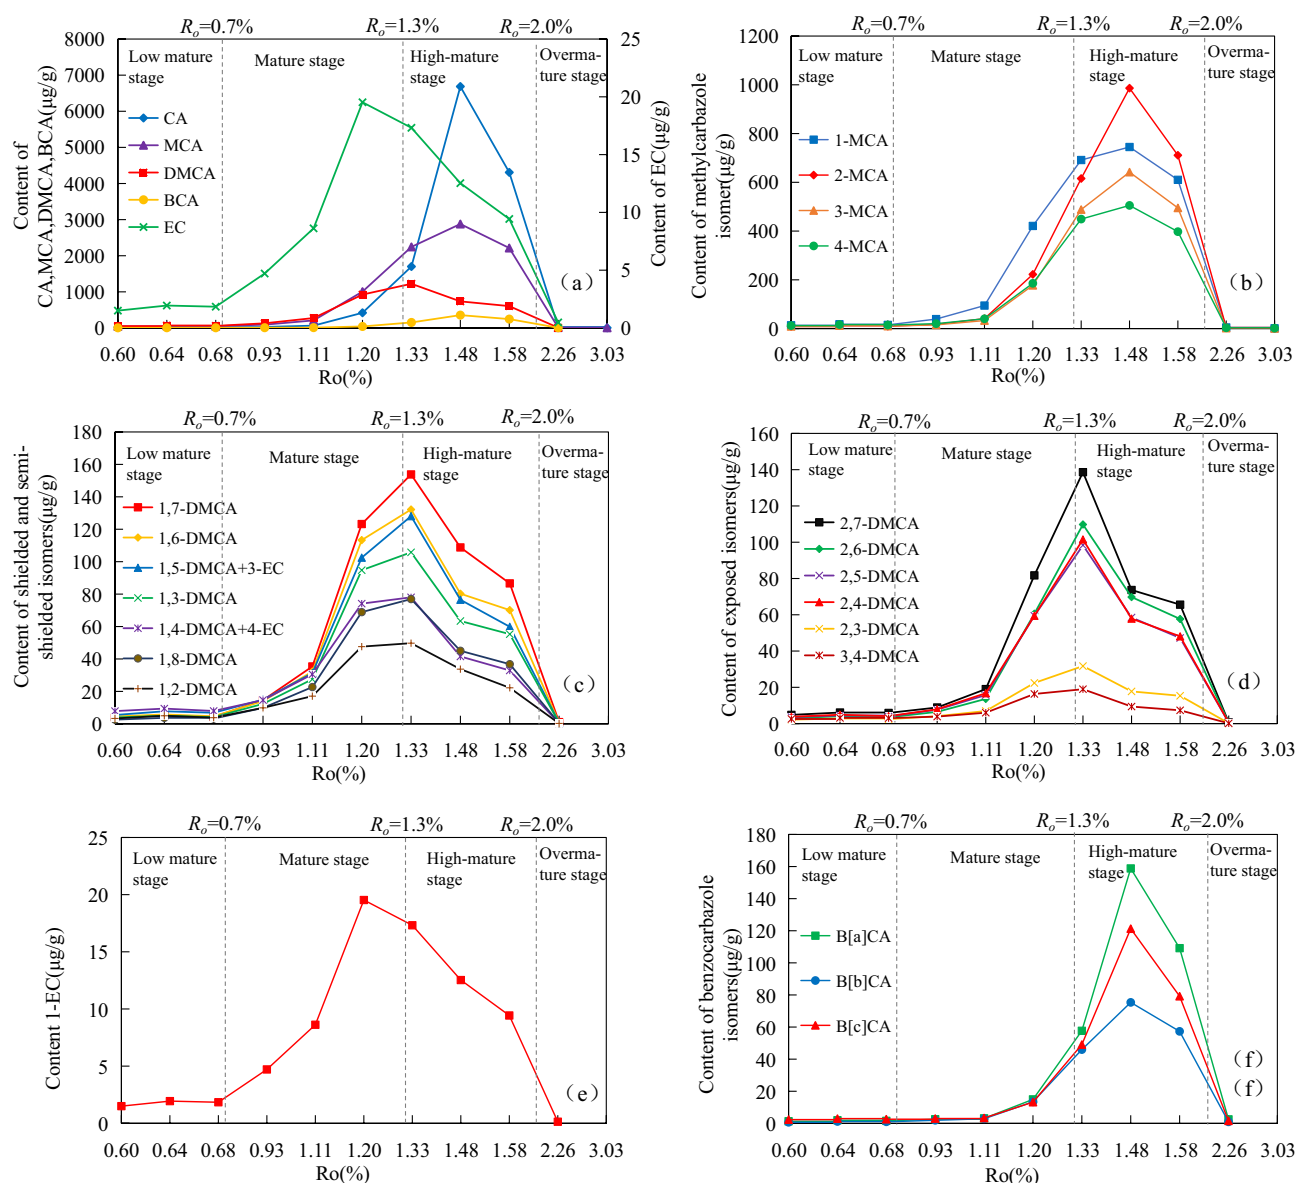 Rₒ=0.7%
Rₒ=1.3%
Rₒ=2.0%
8000
7000
6000
5000
4000
3000
2000
1000
0
25
20
15
10
5
0
Content of
CA,MCA,DMCA,BCA(μg/g)
Content of EC(μg/g)
Low mature
stage
Mature stage
High-mature
stage
Overma-
ture stage
CA
MCA
DMCA
BCA
EC
(a)
0.60 0.64 0.68 0.93 1.11 1.20 1.33 1.48 1.58 2.26 3.03
Ro(%)
Rₒ=0.7%
Rₒ=1.3%
Rₒ=2.0%
1200
1000
800
600
400
200
0
Content of methylcarbazole
isomer(μg/g)
Low mature
stage
Mature stage
High-mature
stage
Overma-
ture stage
1-MCA
2-MCA
3-MCA
4-MCA
(b)
0.60 0.64 0.68 0.93 1.11 1.20 1.33 1.48 1.58 2.26 3.03
Ro(%)
Rₒ=0.7%
Rₒ=1.3%
Rₒ=2.0%
180
160
140
120
100
80
60
40
20
0
Content of shielded and semi-
shielded isomers(μg/g)
Low mature
stage
Mature stage
High-mature
stage
Overma-
ture stage
1,7-DMCA
1,6-DMCA
1,5-DMCA+3-EC
1,3-DMCA
1,4-DMCA+4-EC
1,8-DMCA
1,2-DMCA
(c)
0.60 0.64 0.68 0.93 1.11 1.20 1.33 1.48 1.58 2.26 3.03
Ro(%)
Rₒ=0.7%
Rₒ=1.3%
Rₒ=2.0%
160
140
120
100
80
60
40
20
0
Content of exposed isomers(μg/g)
Low mature
stage
Mature stage
High-mature
stage
Overma-
ture stage
2,7-DMCA
2,6-DMCA
2,5-DMCA
2,4-DMCA
2,3-DMCA
3,4-DMCA
(d)
0.60 0.64 0.68 0.93 1.11 1.20 1.33 1.48 1.58 2.26 3.03
Ro(%)
Rₒ=0.7%
Rₒ=1.3%
Rₒ=2.0%
25
20
15
10
5
0
Content 1-EC(μg/g)
Low mature
stage
Mature stage
High-mature
stage
Overma-
ture stage
(e)
0.60 0.64 0.68 0.93 1.11 1.20 1.33 1.48 1.58 2.26 3.03
Ro(%)
Rₒ=0.7%
Rₒ=1.3%
Rₒ=2.0%
180
160
140
120
100
80
60
40
20
0
Content of benzocarbazole
isomers(μg/g)
Low mature
stage
Mature stage
High-mature
stage
Overma-
ture stage
B[a]CA
B[b]CA
B[c]CA
(f)
(f)
0.60 0.64 0.68 0.93 1.11 1.20 1.33 1.48 1.58 2.26 3.03
Ro(%)